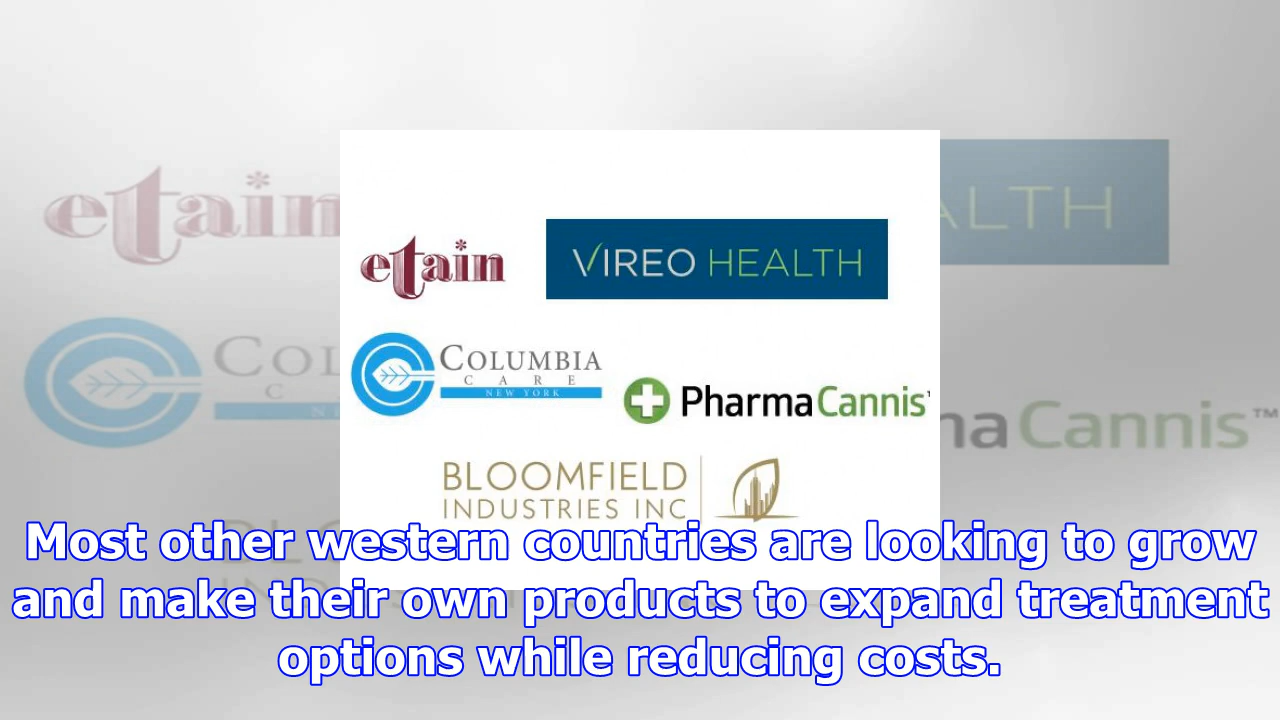 etain
VIREO HEALTH
COLUMBIA
CARE
NEW YORK
PharmaCannis
BLOOMFIELD
INDUSTRIES INC
Most other western countries are looking to grow
and make their own products to expand treatment
options while reducing costs.